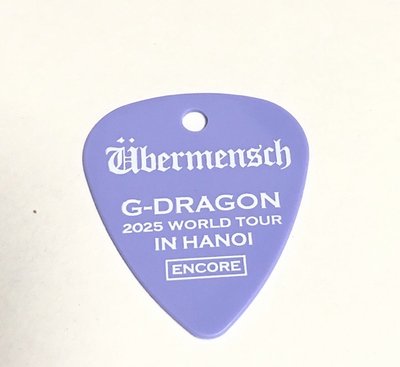 Übermensch
G-DRAGON
2025 WORLD TOUR
IN HANOI
ENCORE